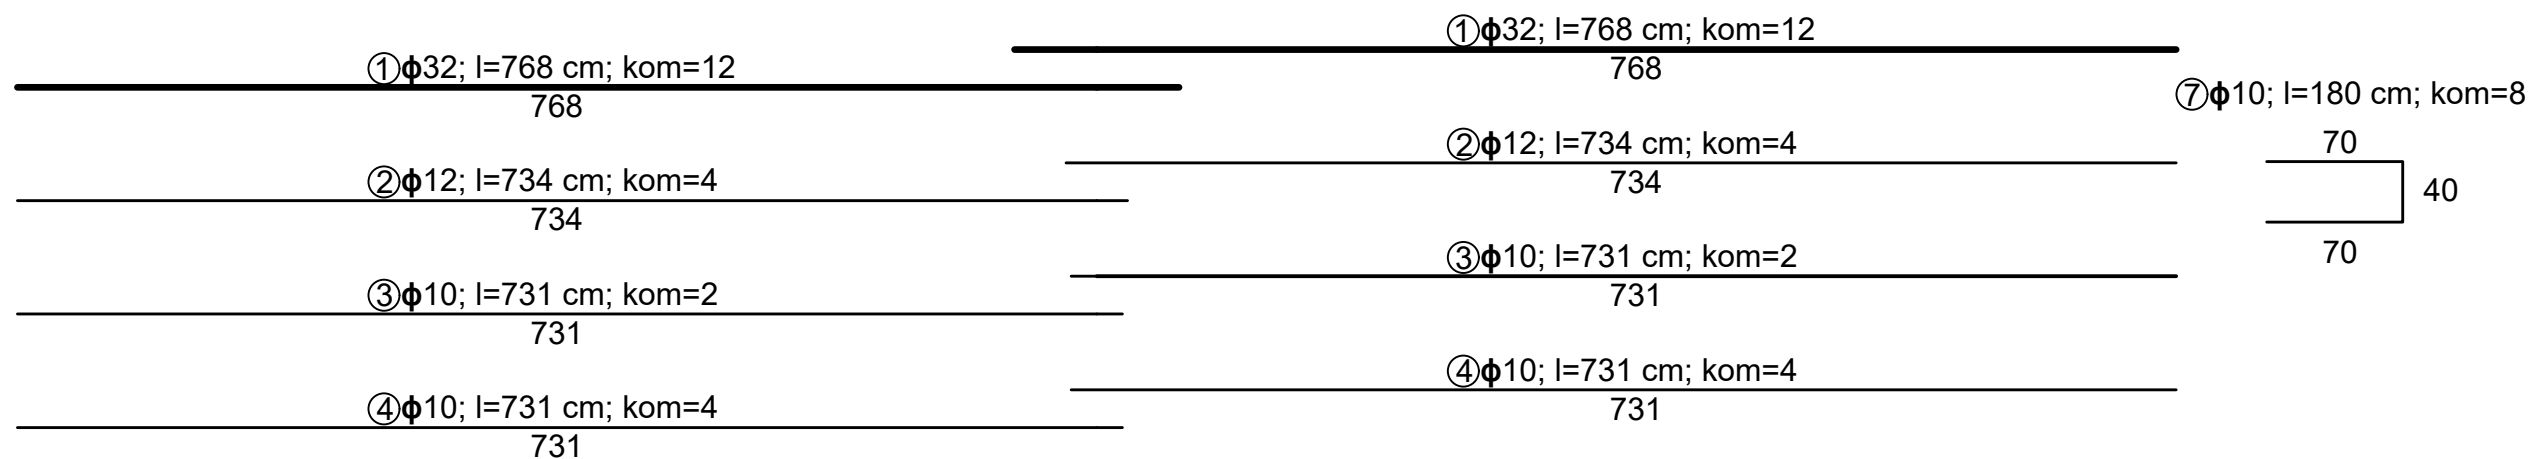 ①ϕ32; l=768 cm; kom=12
768
①ϕ32; l=768 cm; kom=12
768
⑦ϕ10; l=180 cm; kom=8
70
40
70
②ϕ12; l=734 cm; kom=4
734
②ϕ12; l=734 cm; kom=4
734
③ϕ10; l=731 cm; kom=2
731
③ϕ10; l=731 cm; kom=2
731
④ϕ10; l=731 cm; kom=4
731
④ϕ10; l=731 cm; kom=4
731